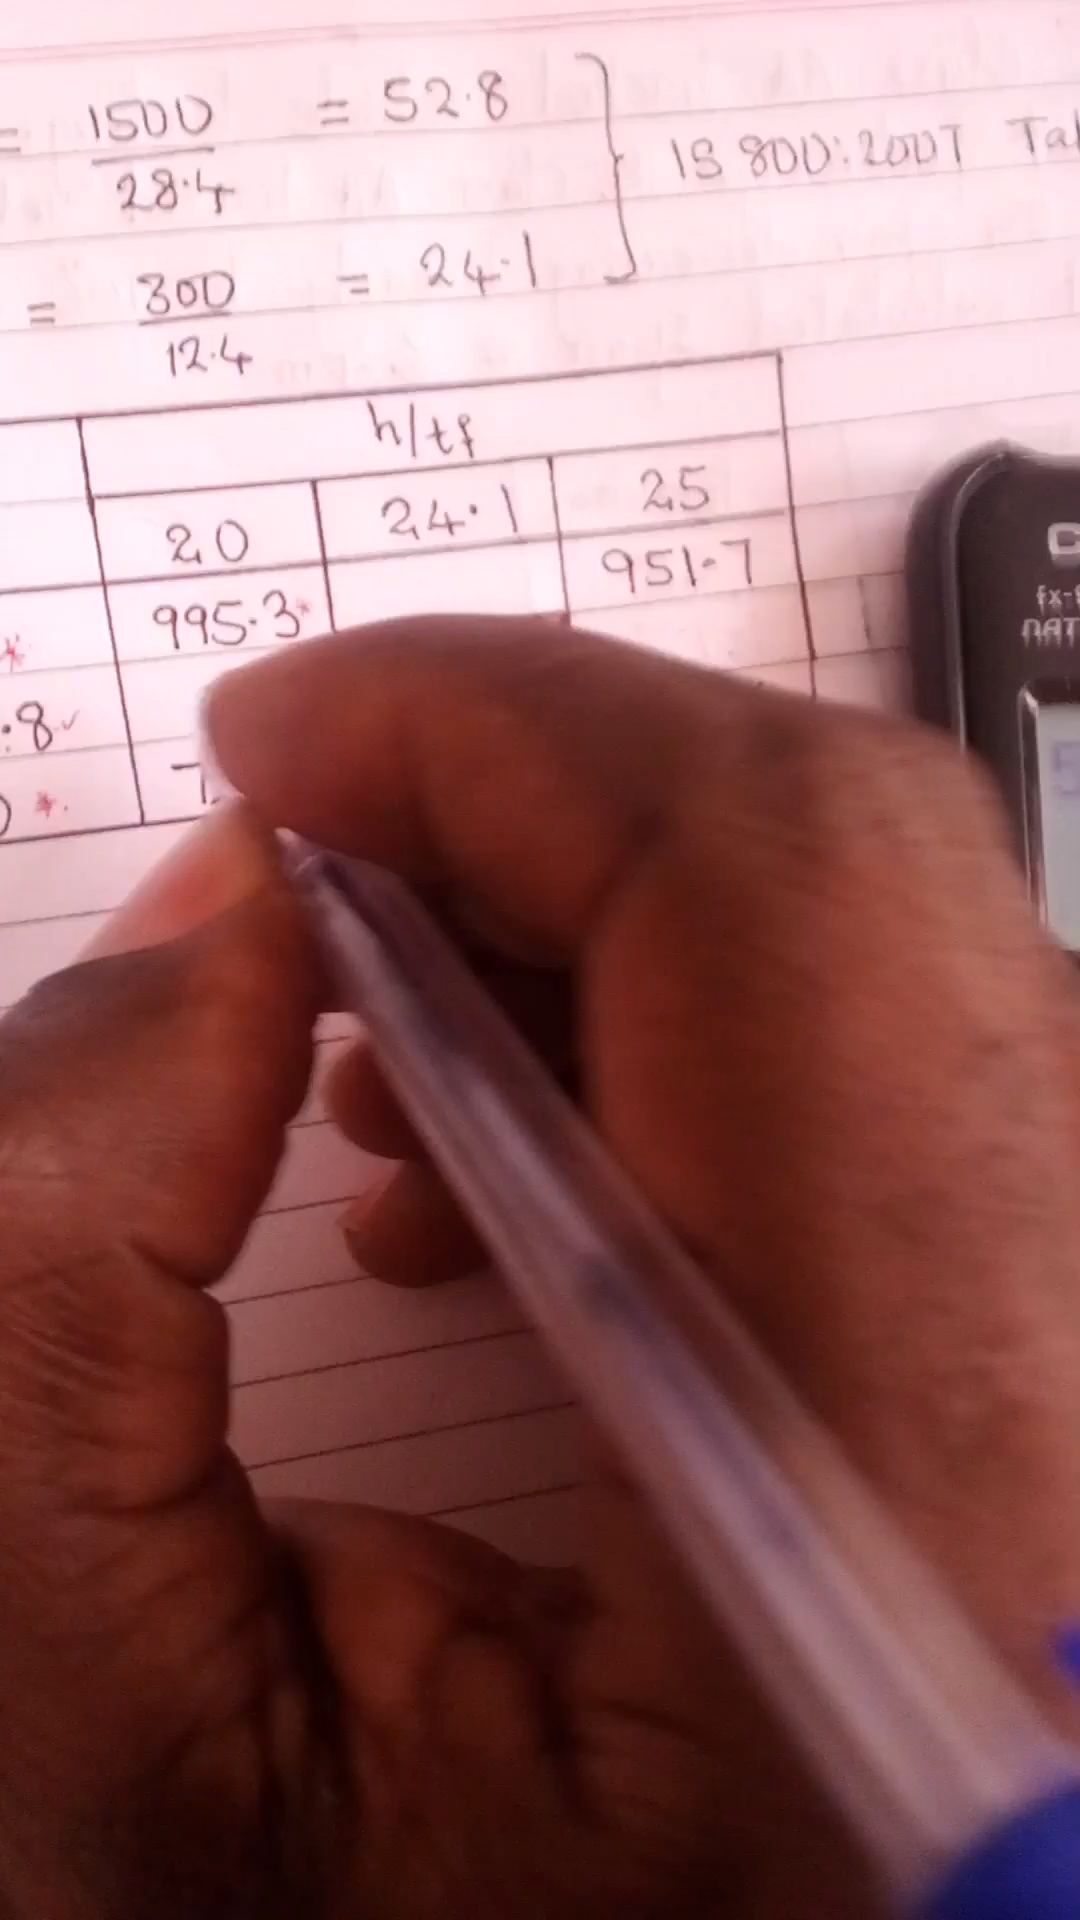 = 1500 = 52.8
28.4
IS 800:2007
= 300 = 24.1
12.4
h/tf
20 24.1 25
995.3* 951.7
*
.8✓
*.